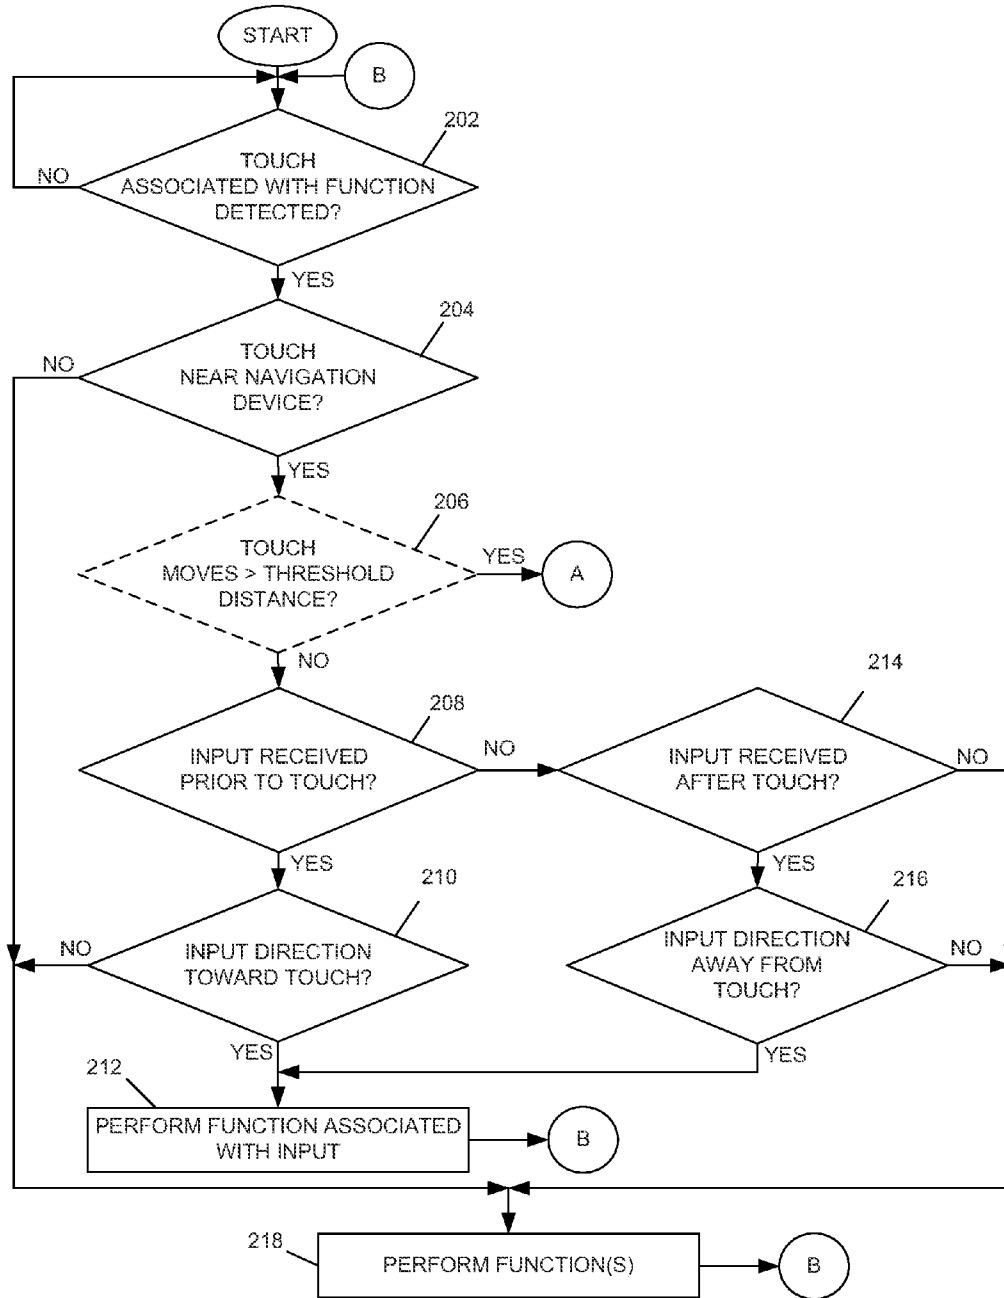 START
B
202
TOUCH
ASSOCIATED WITH FUNCTION
DETECTED?
NO
YES
204
NO
TOUCH
NEAR NAVIGATION
DEVICE?
YES
206
TOUCH
MOVES > THRESHOLD
DISTANCE?
YES
A
NO
208
INPUT RECEIVED
PRIOR TO TOUCH?
NO
214
INPUT RECEIVED
AFTER TOUCH?
NO
YES
YES
210
INPUT DIRECTION
TOWARD TOUCH?
NO
216
INPUT DIRECTION
AWAY FROM
TOUCH?
NO
YES
YES
212
PERFORM FUNCTION ASSOCIATED
WITH INPUT
B
218
PERFORM FUNCTION(S)
B